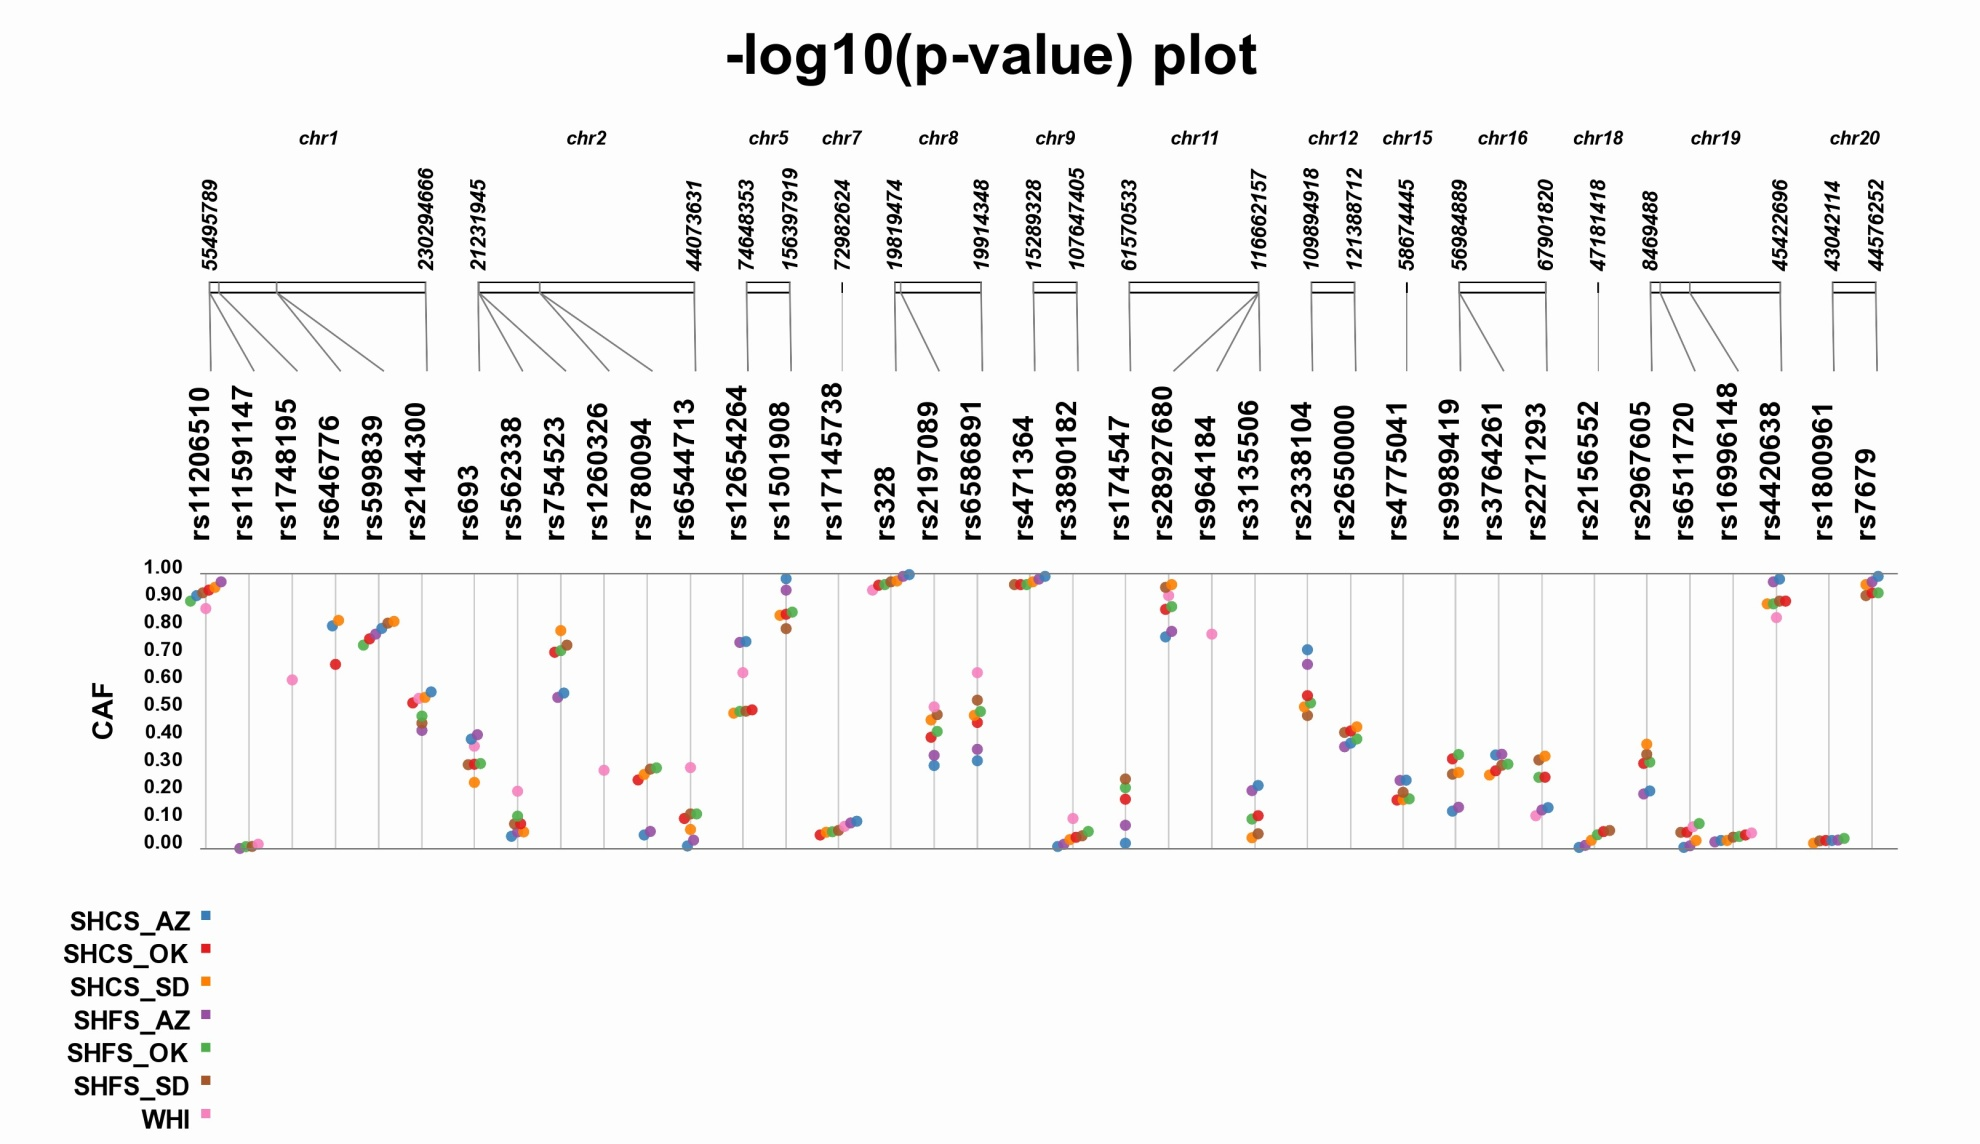 -log10(p-value) plot
chr1 chr2 chr5 chr7 chr8 chr9 chr11 chr12 chr15 chr16 chr18 chr19 chr20
55495789 230294666 21231945 44073631 74648353 156397919 72982624 19819474 19914348 15289328 107647405 61570533 116662157 109894918 121388712 58674445 56984889 67901820 47181418 8469488 45422696 43042114 44576252
rs11206510 rs11591147 rs1748195 rs646776 rs599839 rs2144300 rs693 rs562338 rs754523 rs1260326 rs780094 rs6544713 rs12654264 rs1501908 rs17145738 rs328 rs2197089 rs6586891 rs471364 rs3890182 rs174547 rs28927680 rs964184 rs3135506 rs2338104 rs2650000 rs4775041 rs9989419 rs3764261 rs2271293 rs2156552 rs2967605 rs6511720 rs16996148 rs4420638 rs1800961 rs7679
1.00
0.90
0.80
0.70
0.60
0.50
0.40
0.30
0.20
0.10
0.00
CAF
SHCS_AZ
SHCS_OK
SHCS_SD
SHFS_AZ
SHFS_OK
SHFS_SD
WHI